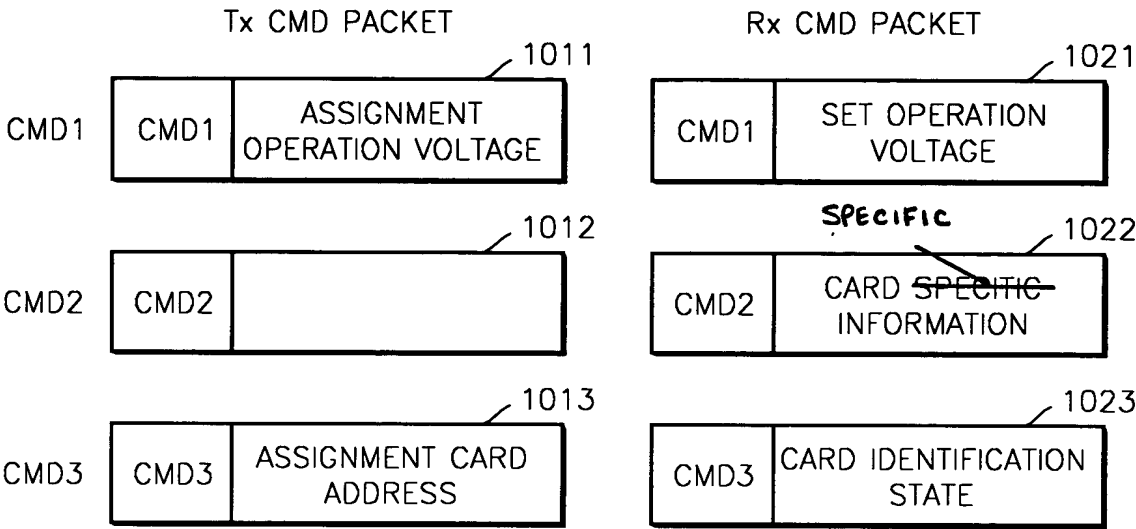 Tx CMD PACKET
Rx CMD PACKET
1011
1021
CMD1
CMD1
ASSIGNMENT
OPERATION VOLTAGE
CMD1
SET OPERATION
VOLTAGE
SPECIFIC
1012
1022
CMD2
CMD2
CMD2
CARD SPECITIC
INFORMATION
1013
1023
CMD3
CMD3
ASSIGNMENT CARD
ADDRESS
CMD3
CARD IDENTIFICATION
STATE